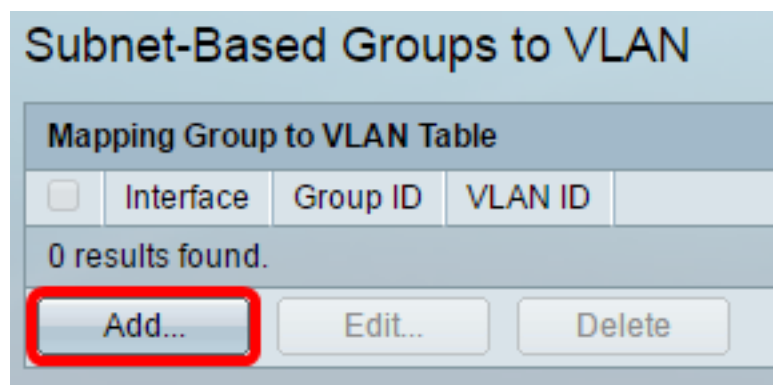 Subnet-Based Groups to VLAN
Mapping Group to VLAN Table
Interface Group ID VLAN ID
0 results found.
Add... Edit... Delete